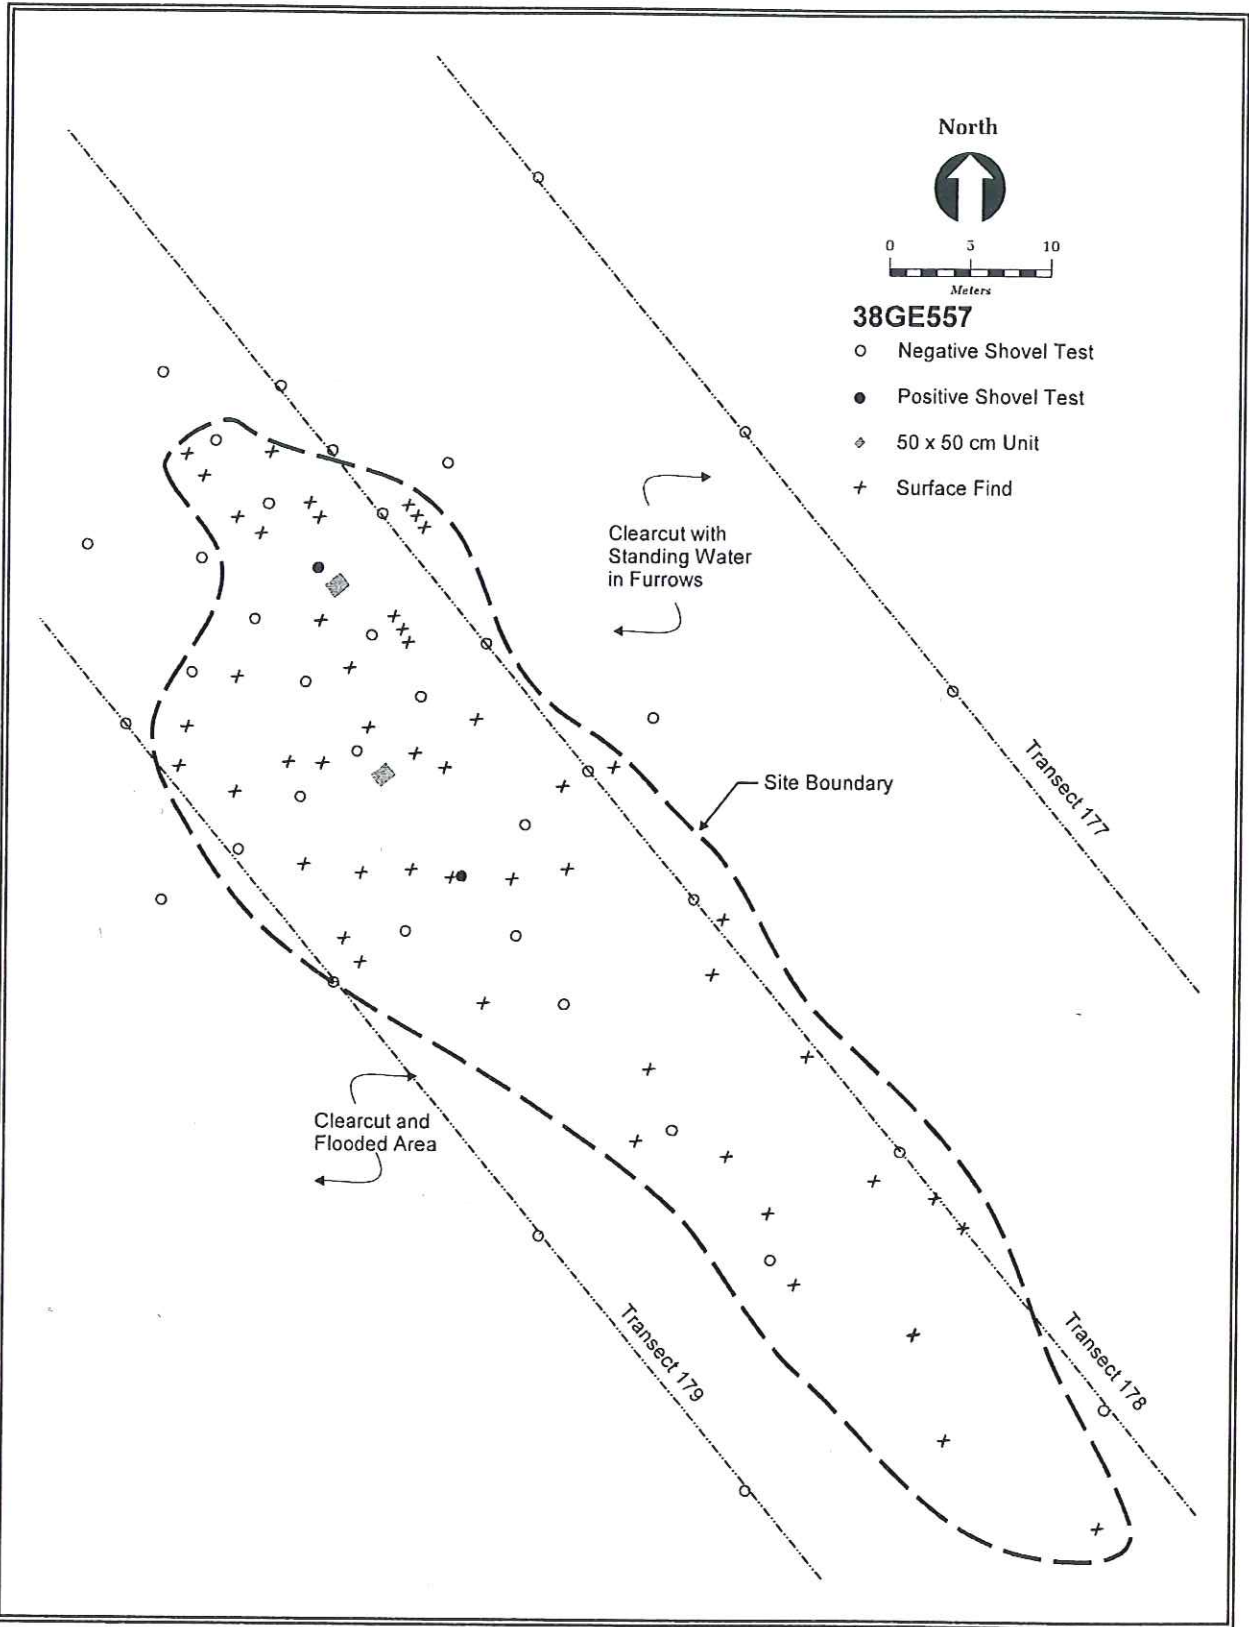 North
0 5 10
Meters
38GE557
Negative Shovel Test
Positive Shovel Test
50 x 50 cm Unit
Surface Find
Clearcut with
Standing Water
in Furrows
Site Boundary
Transect 177
Clearcut and
Flooded Area
Transect 179
Transect 178